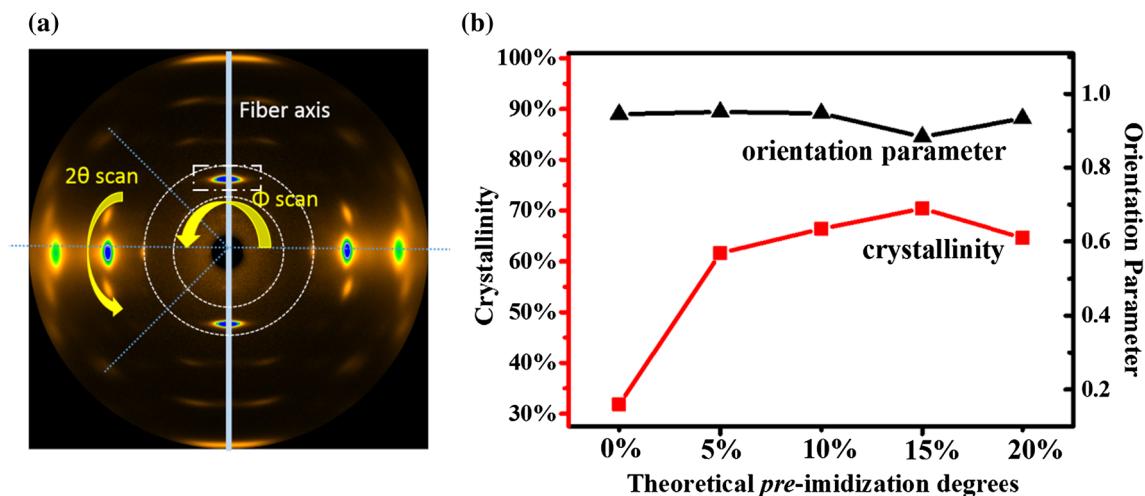 (a)
Fiber axis
2θ scan
Φ scan
(b)
100%
90%
80%
70%
60%
50%
40%
30%
Crystallinity
orientation parameter
crystallinity
1.0
0.8
0.6
0.4
0.2
Orientation Parameter
0% 5% 10% 15% 20%
Theoretical pre-imidization degrees